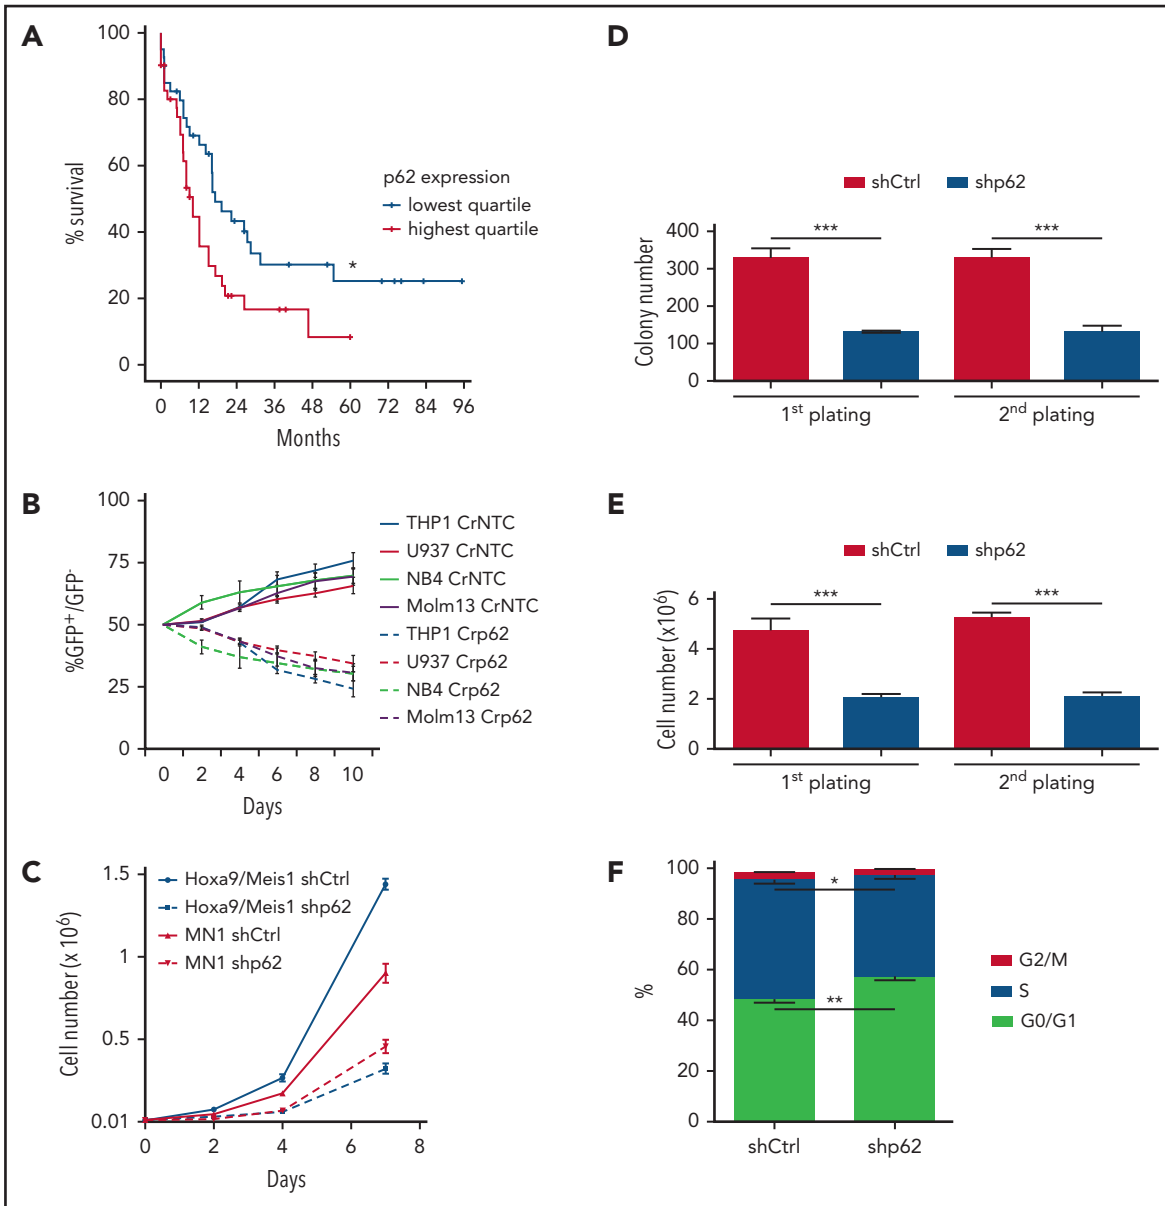 A
100
80
60
40
20
0
% survival
p62 expression
lowest quartile
highest quartile
*
0 12 24 36 48 60 72 84 96
Months
B
100
75
50
25
0
%GFP⁺/GFP⁻
THP1 CrNTC
U937 CrNTC
NB4 CrNTC
Molm13 CrNTC
THP1 Crp62
U937 Crp62
NB4 Crp62
Molm13 Crp62
0 2 4 6 8 10
Days
C
1.5
1
0.5
0.01
Cell number (x 10⁶)
Hoxa9/Meis1 shCtrl
Hoxa9/Meis1 shp62
MN1 shCtrl
MN1 shp62
0 2 4 6 8
Days
D
shCtrl shp62
400
300
200
100
0
Colony number
*** ***
1ˢᵗ plating 2ⁿᵈ plating
E
shCtrl shp62
6
4
2
0
Cell number (x10⁶)
*** ***
1ˢᵗ plating 2ⁿᵈ plating
F
100
80
60
40
20
0
%
*
**
G2/M
S
G0/G1
shCtrl shp62